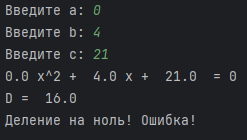 Введите a: 0
Введите b: 4
Введите c: 21
0.0 x^2 +  4.0 x +  21.0  = 0
D =  16.0
Деление на ноль! Ошибка!